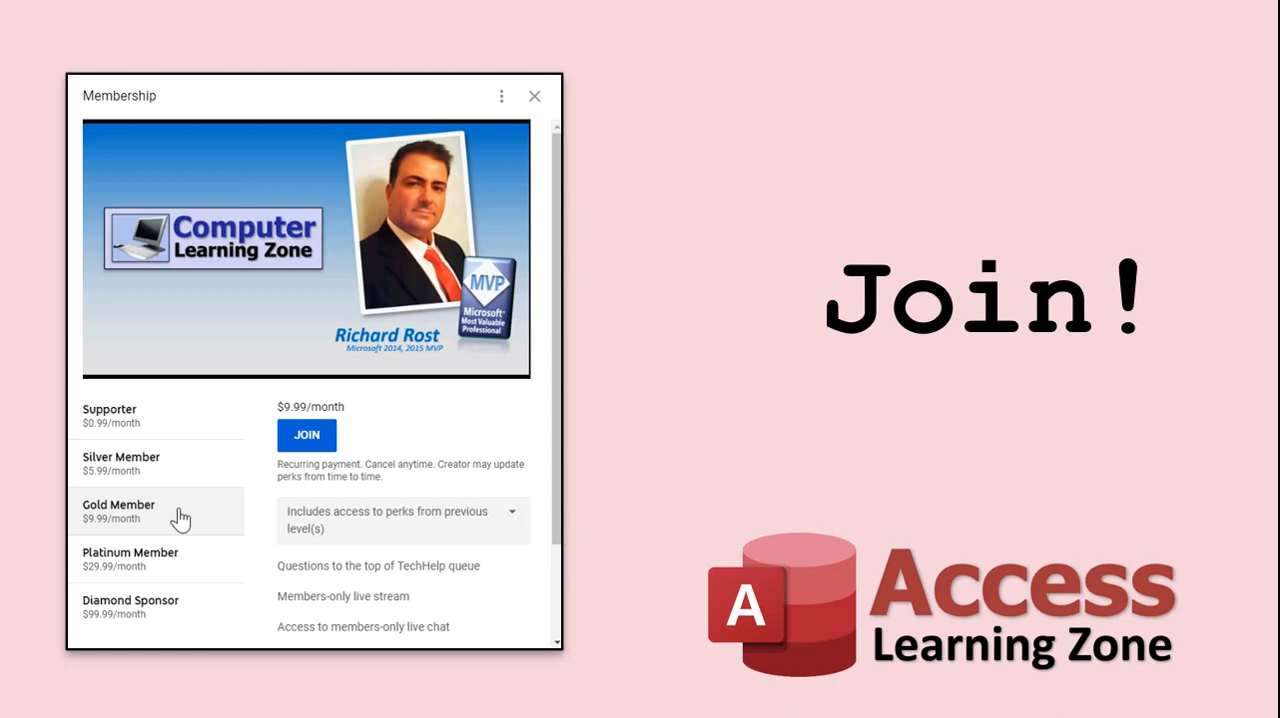 Membership
Computer
Learning Zone
MVP
Microsoft®
Most Valuable
Professional
Richard Rost
Microsoft 2014, 2015 MVP
Supporter
$0.99/month
Silver Member
$5.99/month
Gold Member
$9.99/month
Platinum Member
$29.99/month
Diamond Sponsor
$99.99/month
$9.99/month
JOIN
Recurring payment. Cancel anytime. Creator may update
perks from time to time.
Includes access to perks from previous
level(s)
Questions to the top of TechHelp queue
Members-only live stream
Access to members-only live chat
Join!
A
Access
Learning Zone